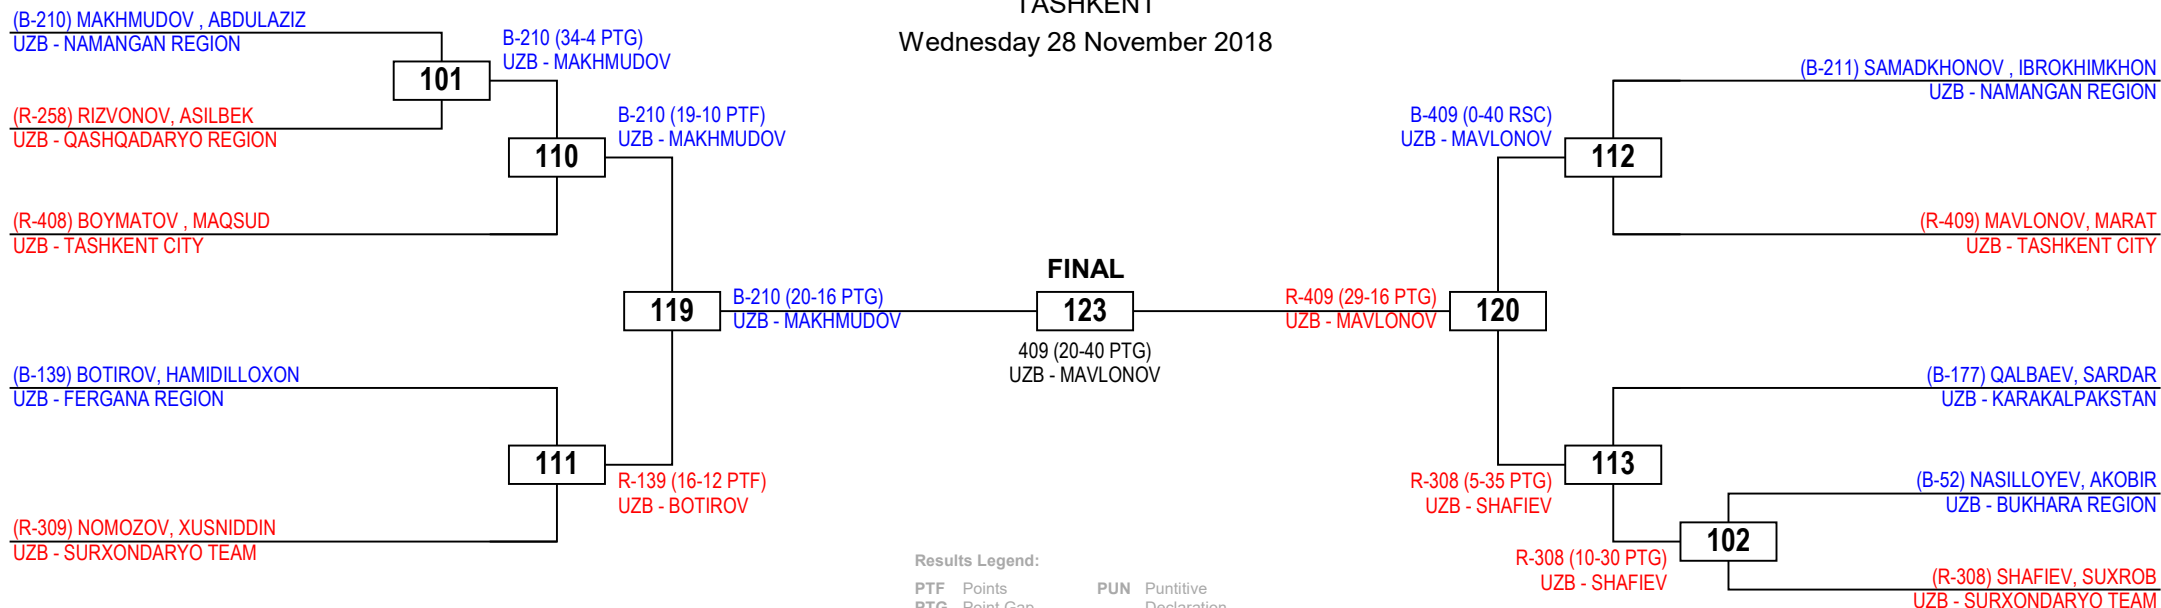 TASHKENT
Wednesday 28 November 2018
(B-210) MAKHMUDOV , ABDULAZIZ
UZB - NAMANGAN REGION
B-210 (34-4 PTG)
UZB - MAKHMUDOV
101
(R-258) RIZVONOV, ASILBEK
UZB - QASHQADARYO REGION
B-210 (19-10 PTF)
UZB - MAKHMUDOV
110
(R-408) BOYMATOV , MAQSUD
UZB - TASHKENT CITY
119
B-210 (20-16 PTG)
UZB - MAKHMUDOV
(B-139) BOTIROV, HAMIDILLOXON
UZB - FERGANA REGION
111
R-139 (16-12 PTF)
UZB - BOTIROV
(R-309) NOMOZOV, XUSNIDDIN
UZB - SURXONDARYO TEAM
FINAL
123
409 (20-40 PTG)
UZB - MAVLONOV
(B-211) SAMADKHONOV , IBROKHIMKHON
UZB - NAMANGAN REGION
B-409 (0-40 RSC)
UZB - MAVLONOV
112
(R-409) MAVLONOV, MARAT
UZB - TASHKENT CITY
R-409 (29-16 PTG)
UZB - MAVLONOV
120
(B-177) QALBAEV, SARDAR
UZB - KARAKALPAKSTAN
113
R-308 (5-35 PTG)
UZB - SHAFIEV
(B-52) NASILLOYEV, AKOBIR
UZB - BUKHARA REGION
102
R-308 (10-30 PTG)
UZB - SHAFIEV
(R-308) SHAFIEV, SUXROB
UZB - SURXONDARYO TEAM
Results Legend:
PTF Points PUN Puntitive
PTG Point Gap Declaration